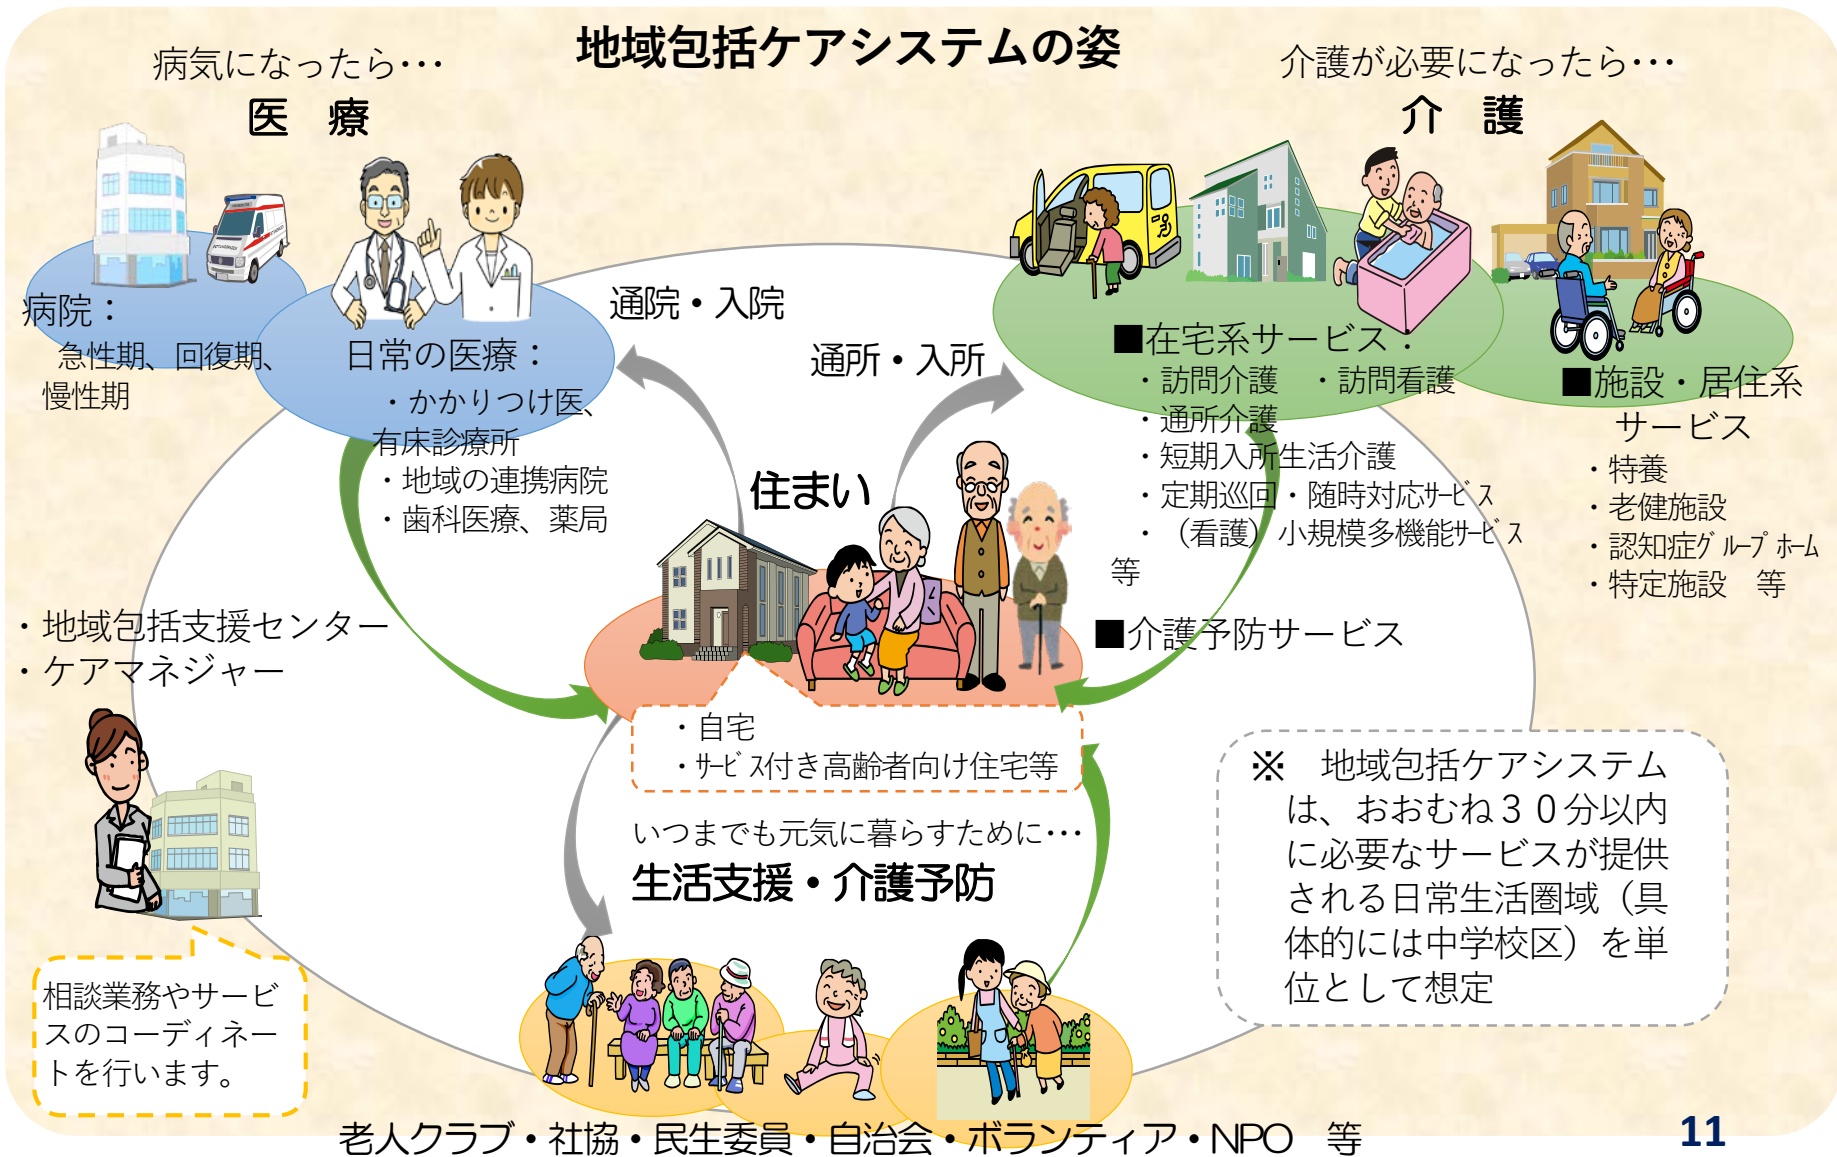 地域包括ケアシステムの姿
病気になったら･･･
医　療
介護が必要になったら･･･
介　護
病院：
急性期、回復期、
慢性期
日常の医療：
・かかりつけ医、
有床診療所
・地域の連携病院
・歯科医療、薬局
通院・入院
通所・入所
■在宅系サービス：
・訪問介護　・訪問看護
・通所介護
・短期入所生活介護
・定期巡回・随時対応ｻｰﾋﾞｽ
・（看護）小規模多機能ｻｰﾋﾞｽ
等
■介護予防サービス
■施設・居住系
サービス
・特養
・老健施設
・認知症ｸﾞﾙｰﾌﾟﾎｰﾑ
・特定施設　等
住まい
・自宅
・ｻｰﾋﾞｽ付き高齢者向け住宅等
・地域包括支援センター
・ケアマネジャー
相談業務やサービ
スのコーディネー
トを行います。
いつまでも元気に暮らすために･･･
生活支援・介護予防
※　地域包括ケアシステム
は、おおむね３０分以内
に必要なサービスが提供
される日常生活圏域（具
体的には中学校区）を単
位として想定
老人クラブ・社協・民生委員・自治会・ボランティア・NPO　等
11